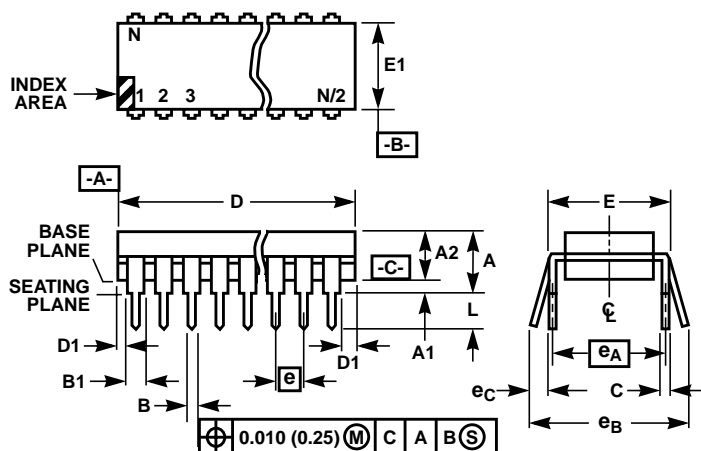 N
E1
INDEX
AREA
1 2 3 N/2
-B-
-A-
D
E
BASE
PLANE
A2
A
-C-
SEATING
PLANE
L
℄
D1
A1
D1
eA
B1
e
eC
C
B
eB
⌖ 0.010 (0.25) Ⓜ C A B Ⓢ